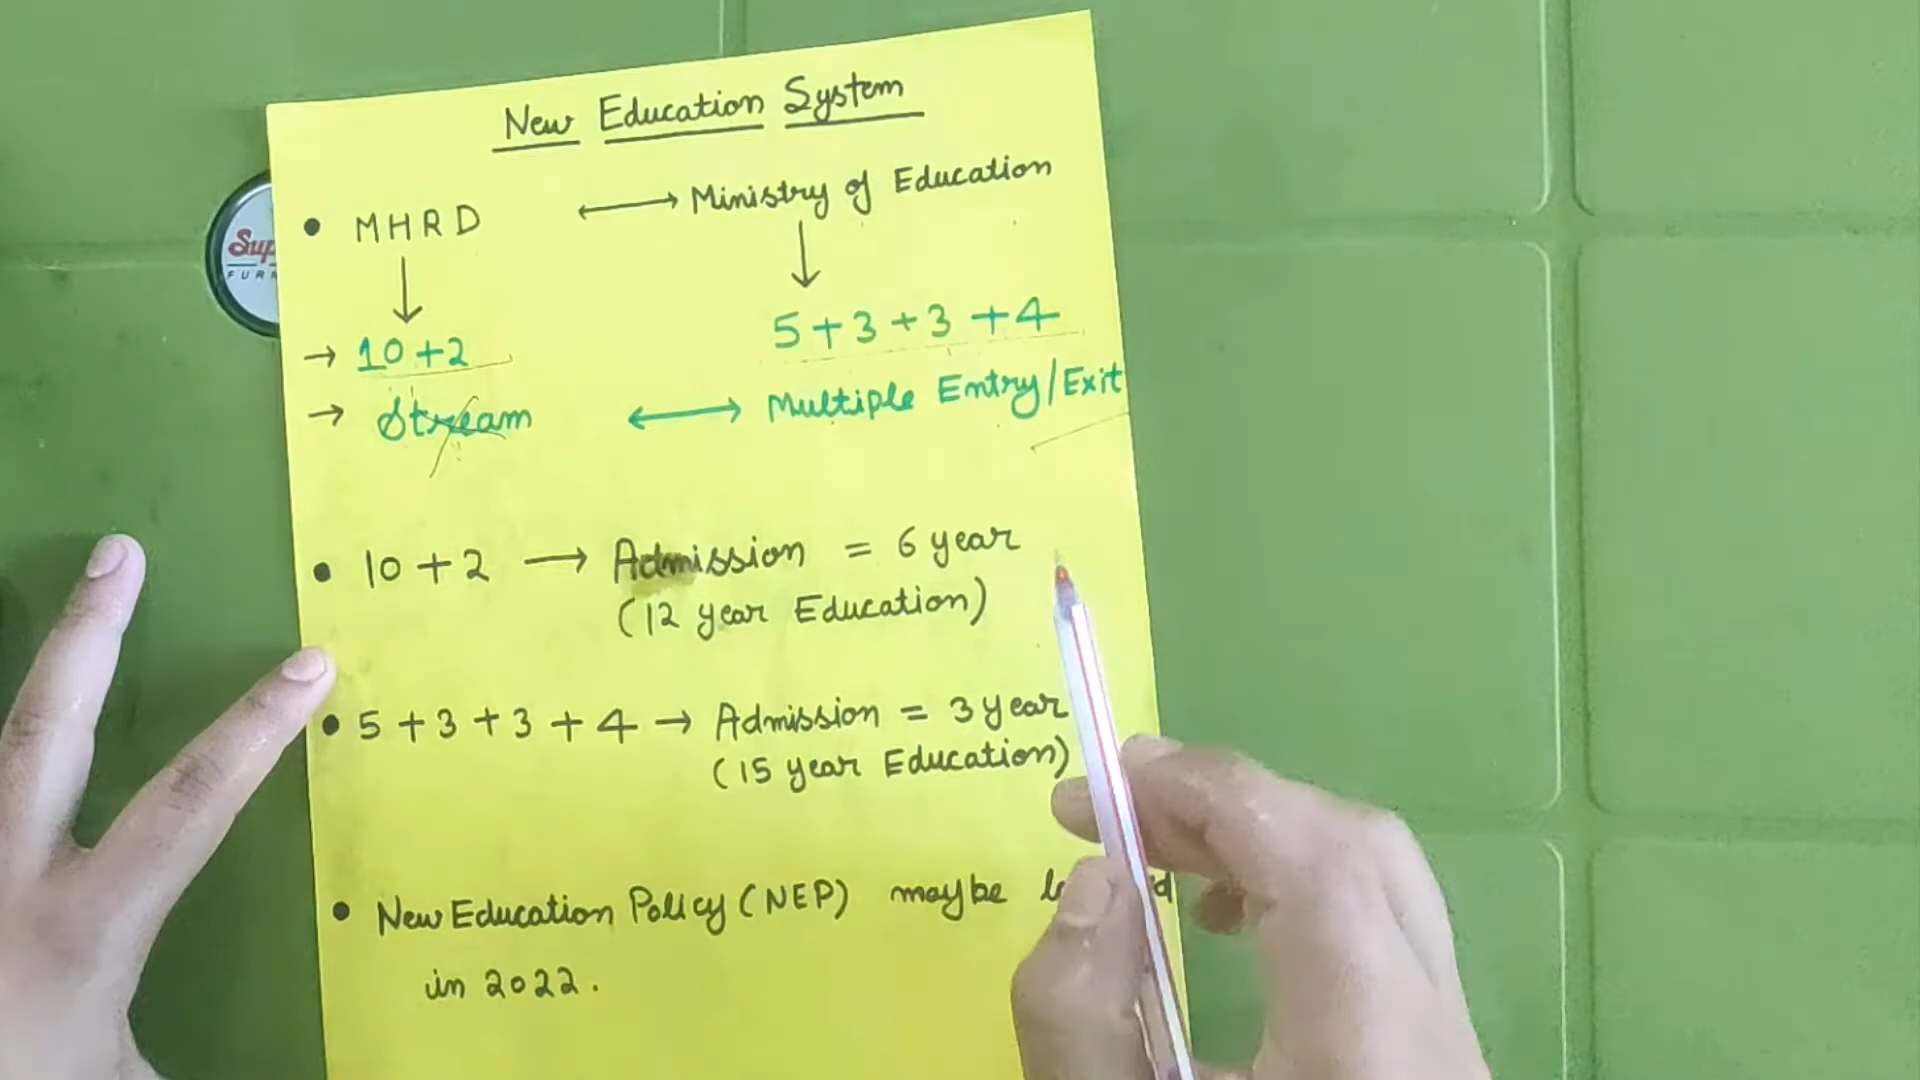 New Education System
• MHRD ⟷ Ministry of Education
↓ ↓
→ 10+2 5+3+3+4
→ Stream ⟷ Multiple Entry/Exit
• 10+2 → Admission = 6 year
(12 year Education)
• 5+3+3+4 → Admission = 3 year
(15 year Education)
• New Education Policy (NEP) maybe
in 2022.